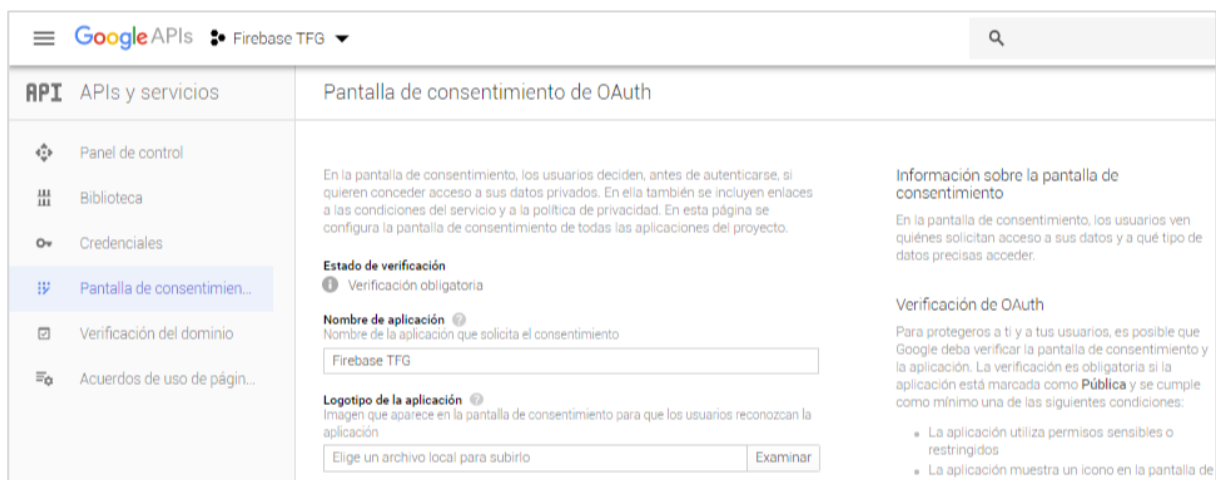 Google APIs Firebase TFG
API APIs y servicios
Pantalla de consentimiento de OAuth
Panel de control
Biblioteca
Credenciales
Pantalla de consentimien...
Verificación del dominio
Acuerdos de uso de págin...
En la pantalla de consentimiento, los usuarios deciden, antes de autenticarse, si
quieren conceder acceso a sus datos privados. En ella también se incluyen enlaces
a las condiciones del servicio y a la política de privacidad. En esta página se
configura la pantalla de consentimiento de todas las aplicaciones del proyecto.
Estado de verificación
Verificación obligatoria
Nombre de aplicación
Nombre de la aplicación que solicita el consentimiento
Firebase TFG
Logotipo de la aplicación
Imagen que aparece en la pantalla de consentimiento para que los usuarios reconozcan la
aplicación
Elige un archivo local para subirlo Examinar
Información sobre la pantalla de
consentimiento
En la pantalla de consentimiento, los usuarios ven
quiénes solicitan acceso a sus datos y a qué tipo de
datos precisas acceder.
Verificación de OAuth
Para protegeros a ti y a tus usuarios, es posible que
Google deba verificar la pantalla de consentimiento y
la aplicación. La verificación es obligatoria si la
aplicación está marcada como Pública y se cumple
como mínimo una de las siguientes condiciones:
La aplicación utiliza permisos sensibles o
restringidos
La aplicación muestra un icono en la pantalla de